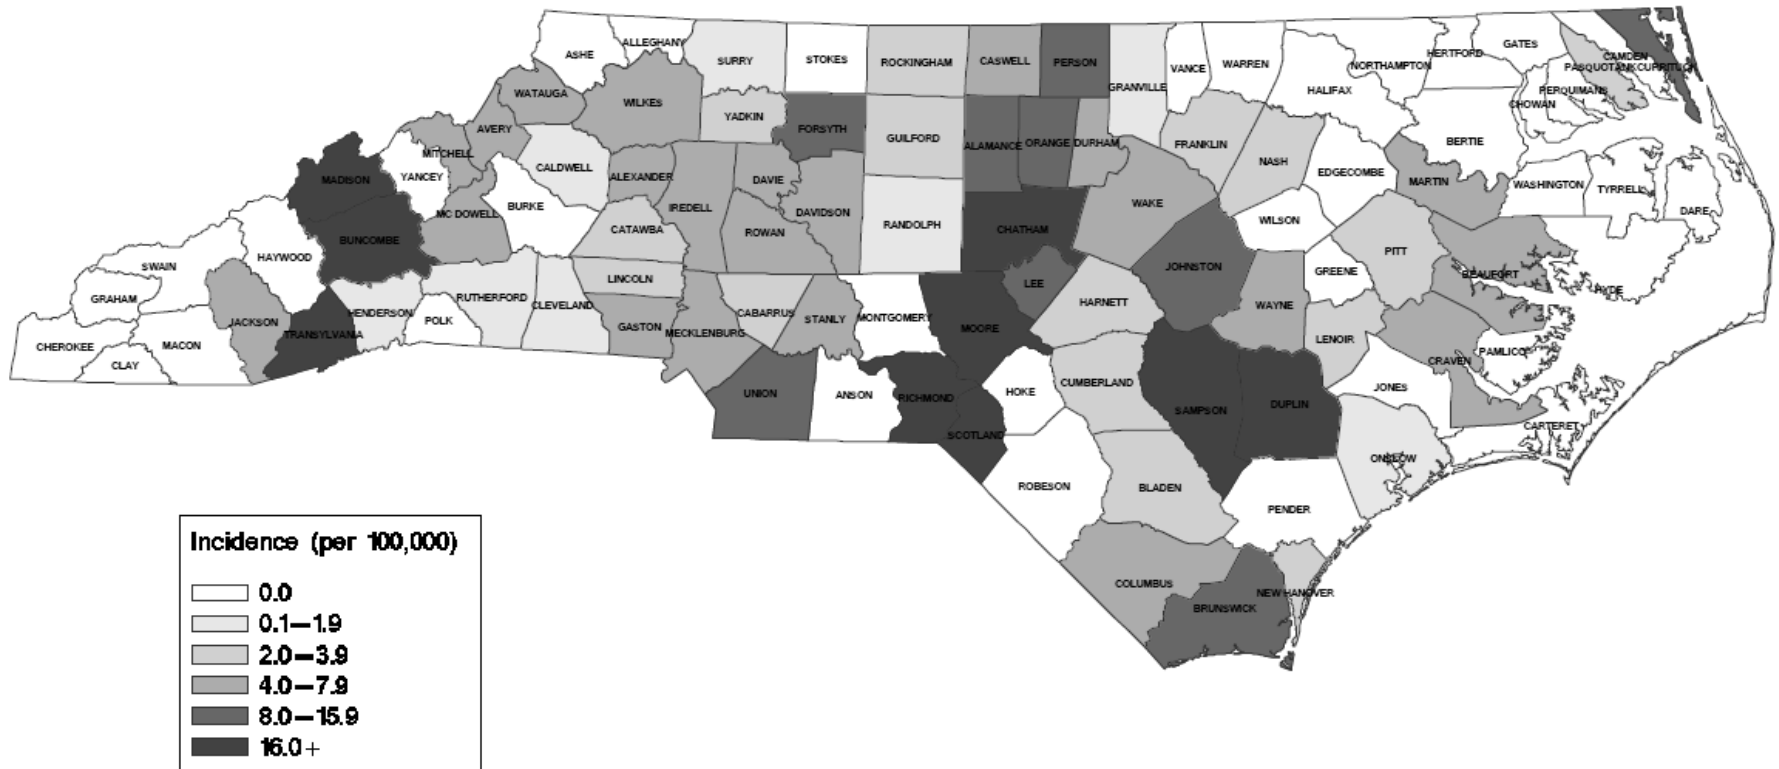 ASHE
ALLEGHANY
SURRY
STOKES
ROCKINGHAM
CASWELL
PERSON
GRANVILLE
VANCE
WARREN
NORTHAMPTON
HERTFORD
GATES
CAMDEN
PASQUOTANK
CURRITUCK
PERQUIMANS
CHOWAN
HALIFAX
WATAUGA
WILKES
YADKIN
FORSYTH
GUILFORD
ALAMANCE
ORANGE
DURHAM
FRANKLIN
NASH
EDGECOMBE
BERTIE
AVERY
MITCHELL
CALDWELL
ALEXANDER
DAVIE
MADISON
YANCEY
IREDELL
DAVIDSON
RANDOLPH
CHATHAM
WAKE
WILSON
MARTIN
WASHINGTON
TYRRELL
DARE
MC DOWELL
BURKE
CATAWBA
ROWAN
BUNCOMBE
HAYWOOD
SWAIN
GRAHAM
LINCOLN
LEE
JOHNSTON
GREENE
PITT
BEAUFORT
HYDE
RUTHERFORD
CLEVELAND
HENDERSON
POLK
JACKSON
TRANSYLVANIA
GASTON
MECKLENBURG
CABARRUS
STANLY
MONTGOMERY
MOORE
HARNETT
WAYNE
LENOIR
CRAVEN
PAMLICO
CHEROKEE
CLAY
MACON
UNION
ANSON
RICHMOND
SCOTLAND
HOKE
CUMBERLAND
SAMPSON
DUPLIN
JONES
CARTERET
ONSLOW
ROBESON
BLADEN
PENDER
COLUMBUS
BRUNSWICK
NEW HANOVER
Incidence (per 100,000)
0.0
0.1–1.9
2.0–3.9
4.0–7.9
8.0–15.9
16.0+